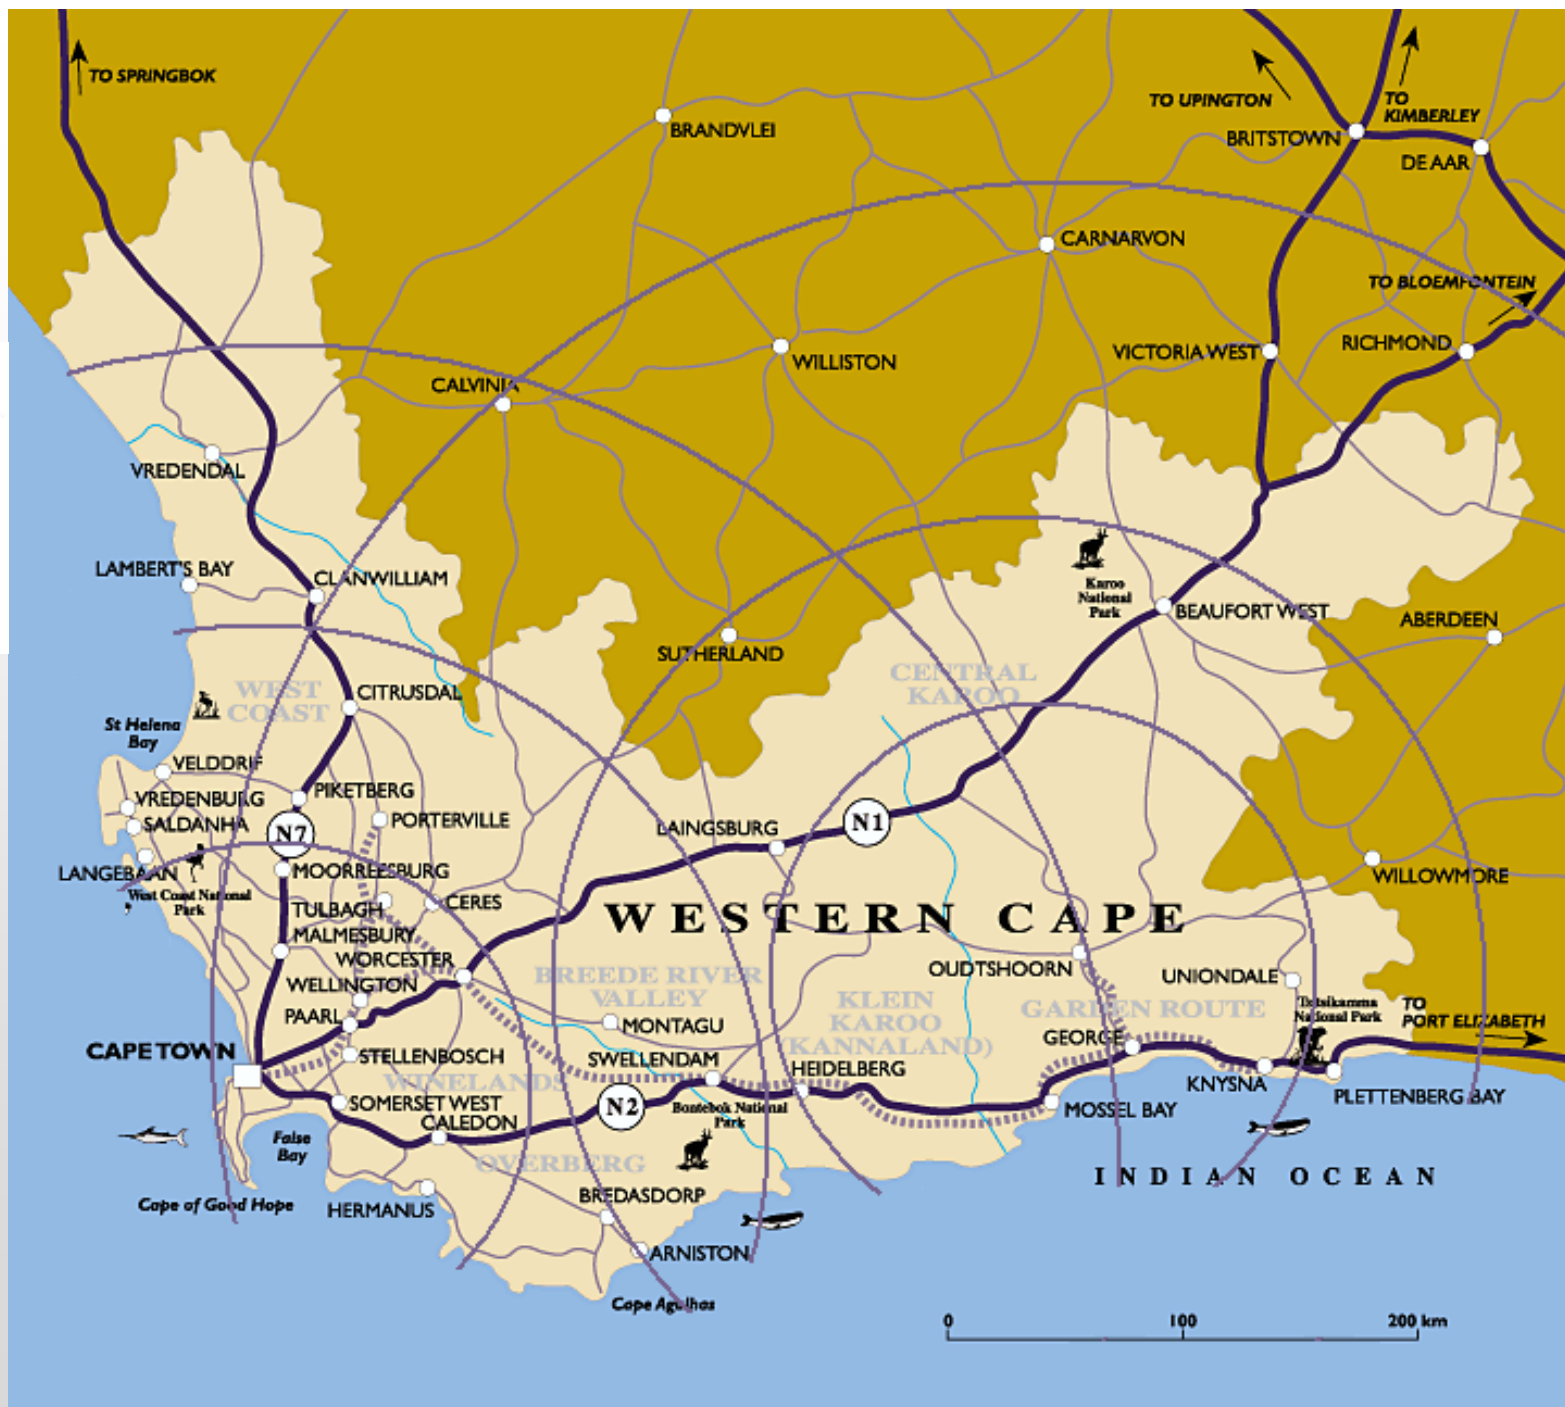 TO SPRINGBOK
BRANDVLEI
TO UPINGTON
TO
KIMBERLEY
BRITSTOWN
DE AAR
CARNARVON
TO BLOEMFONTEIN
VICTORIA WEST
RICHMOND
WILLISTON
CALVINIA
VREDENDAL
LAMBERT'S BAY
CLANWILLIAM
Karoo
National
Park
BEAUFORT WEST
ABERDEEN
SUTHERLAND
CENTRAL
KAROO
WEST
COAST
CITRUSDAL
St Helena
Bay
VELDDRIF
VREDENBURG
PIKETBERG
SALDANHA
PORTERVILLE
N7
LAINGSBURG
N1
LANGEBAAN
MOORREESBURG
West Coast National
Park
WILLOWMORE
TULBAGH
CERES
WESTERN CAPE
MALMESBURY
WORCESTER
BREEDE RIVER
VALLEY
OUDTSHOORN
UNIONDALE
WELLINGTON
KLEIN
KAROO
(KANNALAND)
GARDEN ROUTE
Tsitsikamma
National Park
TO
PORT ELIZABETH
PAARL
MONTAGU
GEORGE
CAPE TOWN
STELLENBOSCH
SWELLENDAM
HEIDELBERG
WINELANDS
KNYSNA
PLETTENBERG BAY
SOMERSET WEST
N2
Bontebok National
Park
MOSSEL BAY
CALEDON
False
Bay
OVERBERG
INDIAN OCEAN
Cape of Good Hope
HERMANUS
BREDASDORP
ARNISTON
Cape Agulhas
0 100 200 km